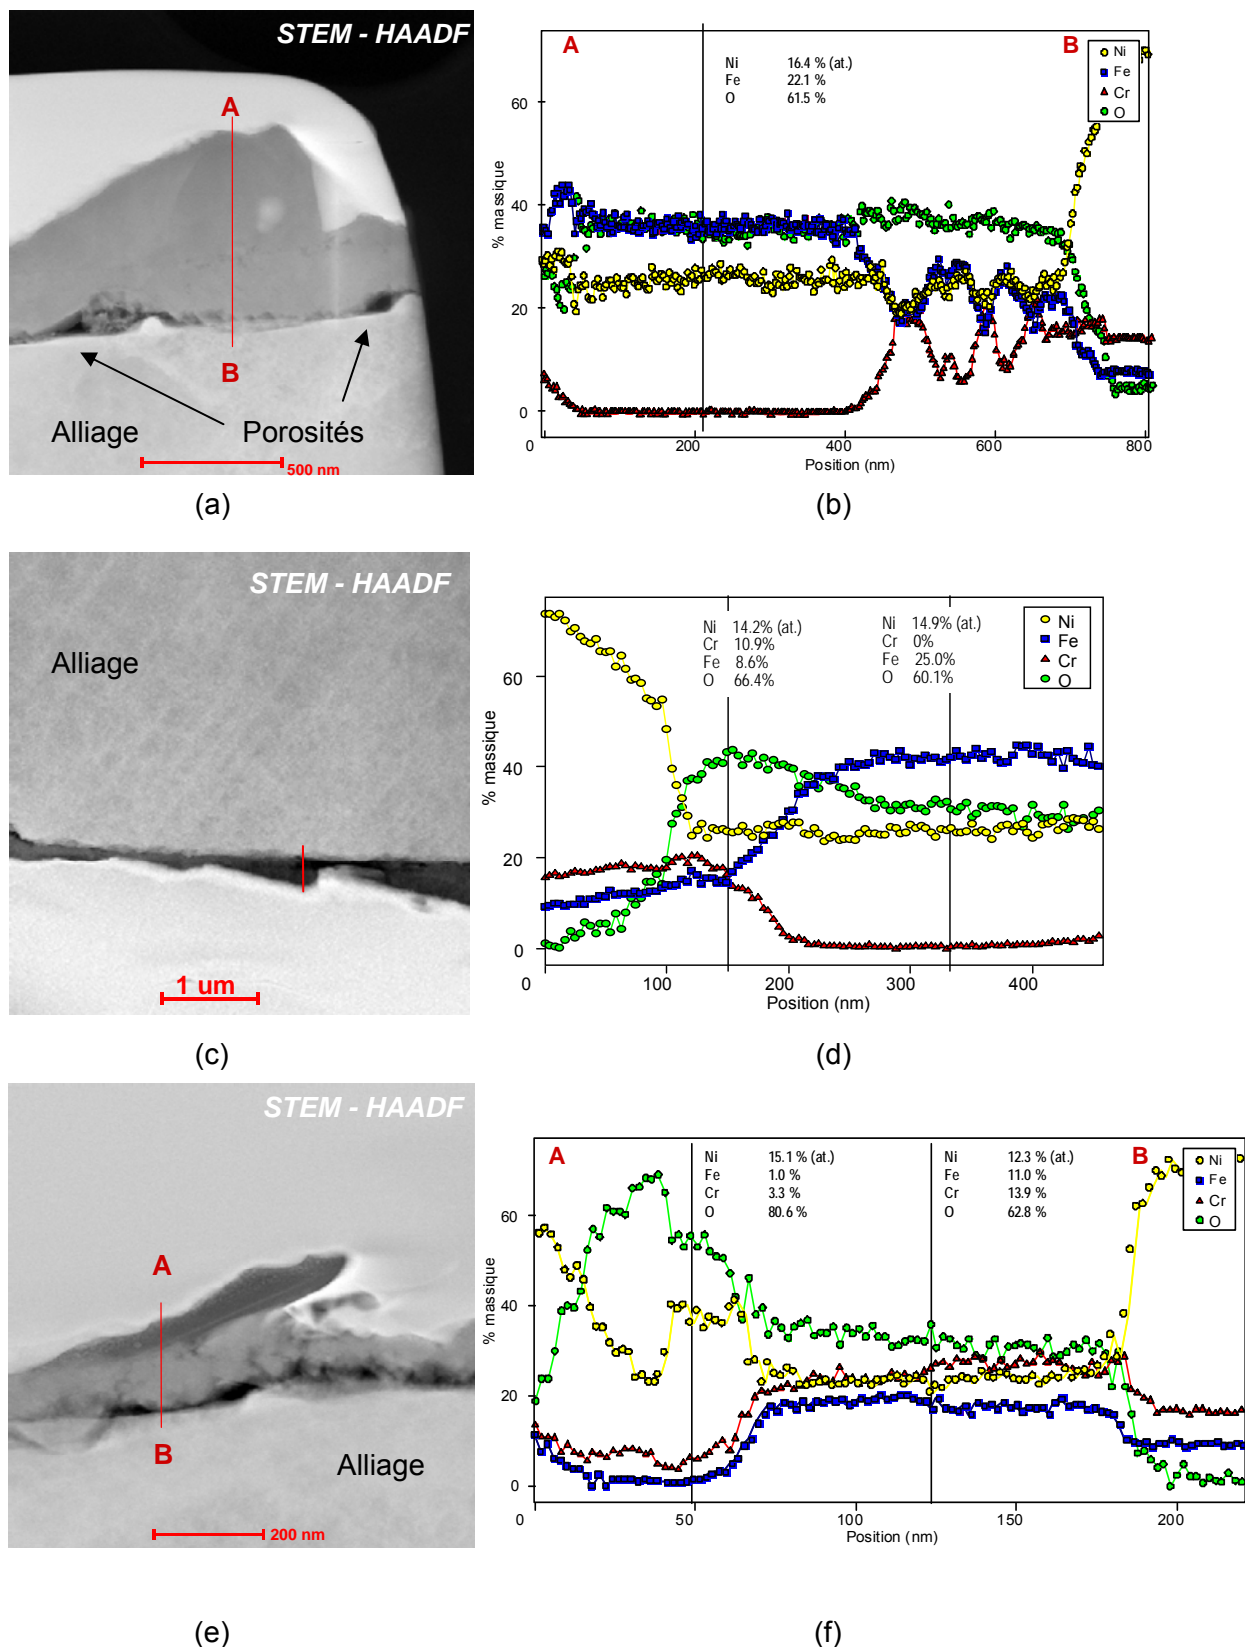 STEM - HAADF
A
B
Alliage
Porosités
500 nm
(a)
A
B
Ni 16.4 % (at.)
Fe 22.1 %
O 61.5 %
Ni
Fe
Cr
O
% massique
60
40
20
0
0 200 400 600 800
Position (nm)
(b)
STEM - HAADF
Alliage
1 um
(c)
Ni 14.2% (at.)
Cr 10.9%
Fe 8.6%
O 66.4%
Ni 14.9% (at.)
Cr 0%
Fe 25.0%
O 60.1%
Ni
Fe
Cr
O
% massique
60
40
20
0
0 100 200 300 400
Position (nm)
(d)
STEM - HAADF
A
B
Alliage
200 nm
(e)
A
B
Ni 15.1 % (at.)
Fe 1.0 %
Cr 3.3 %
O 80.6 %
Ni 12.3 % (at.)
Fe 11.0 %
Cr 13.9 %
O 62.8 %
Ni
Fe
Cr
O
% massique
60
40
20
0
0 50 100 150 200
Position (nm)
(f)